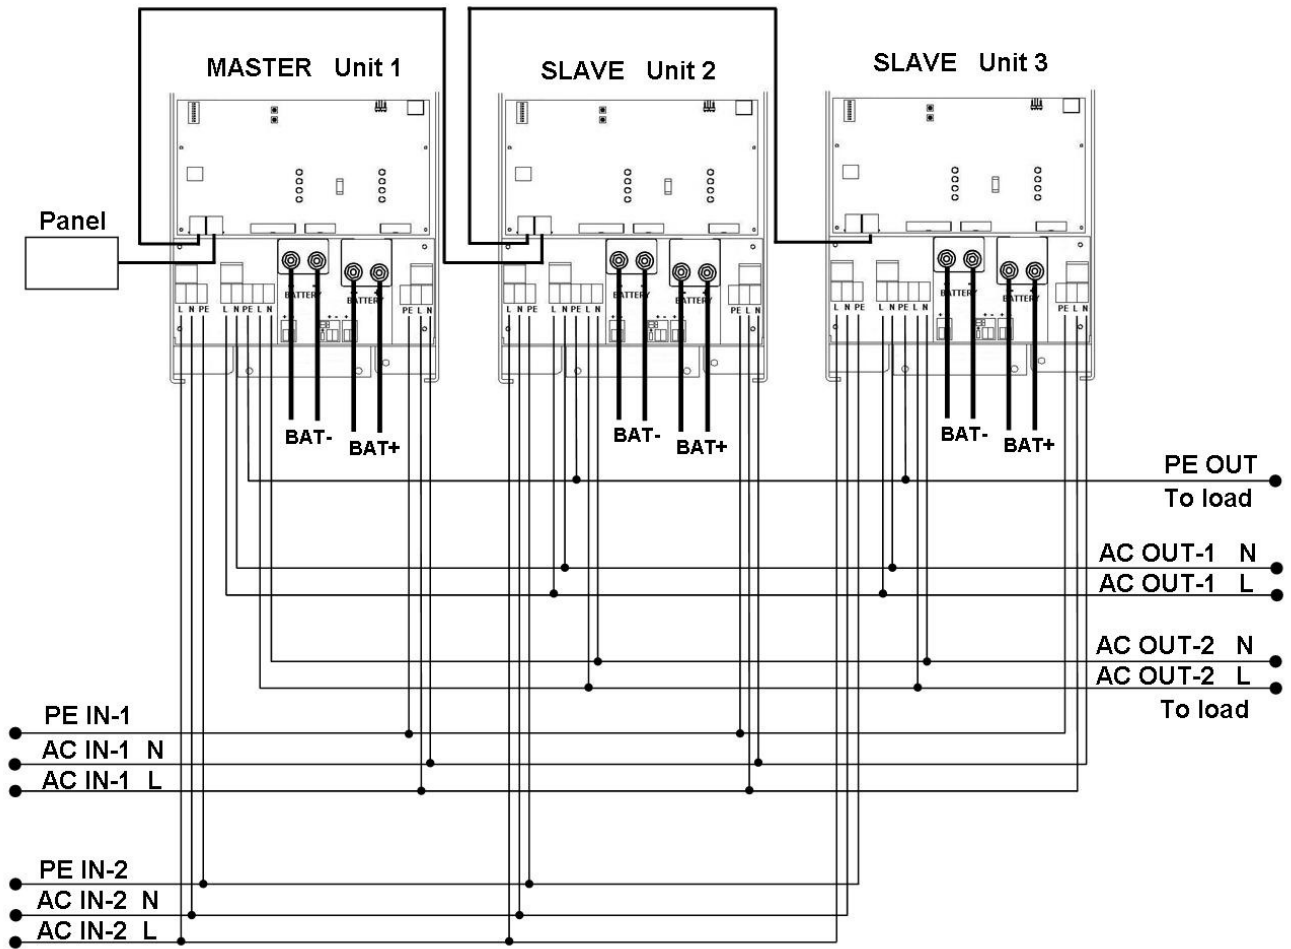 MASTER Unit 1
SLAVE Unit 2
SLAVE Unit 3
Panel
BATTERY
BATTERY
BATTERY
BATTERY
BATTERY
BATTERY
L N PE
L N PE L N
PE L N
L N PE
L N PE L N
PE L N
L N PE
L N PE L N
PE L N
BAT-
BAT+
BAT-
BAT+
BAT-
BAT+
PE OUT
To load
AC OUT-1 N
AC OUT-1 L
AC OUT-2 N
AC OUT-2 L
To load
PE IN-1
AC IN-1 N
AC IN-1 L
PE IN-2
AC IN-2 N
AC IN-2 L